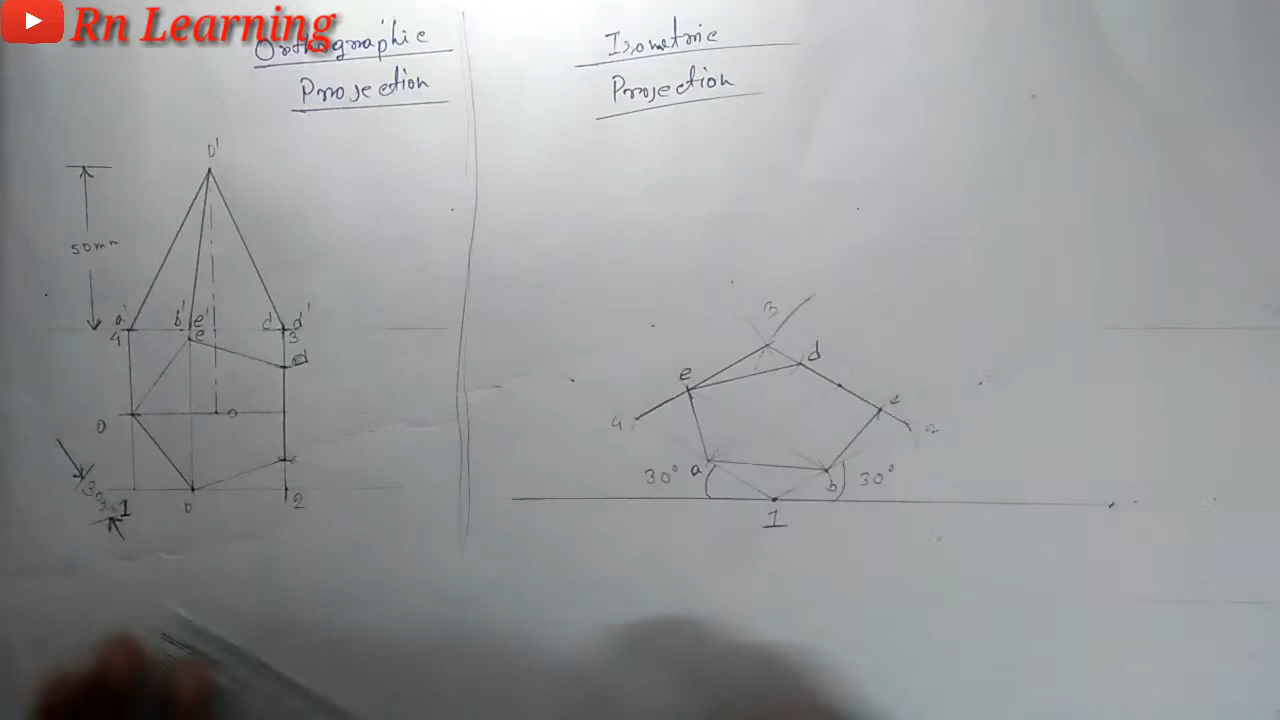 Rn Learning
Orthographic
Projection
Isometric
Projection
o'
50mm
a' b' e' c' d'
4 e 3
d
a o
30
1 b 2
3
d
e
c
4 2
30° a b 30°
1